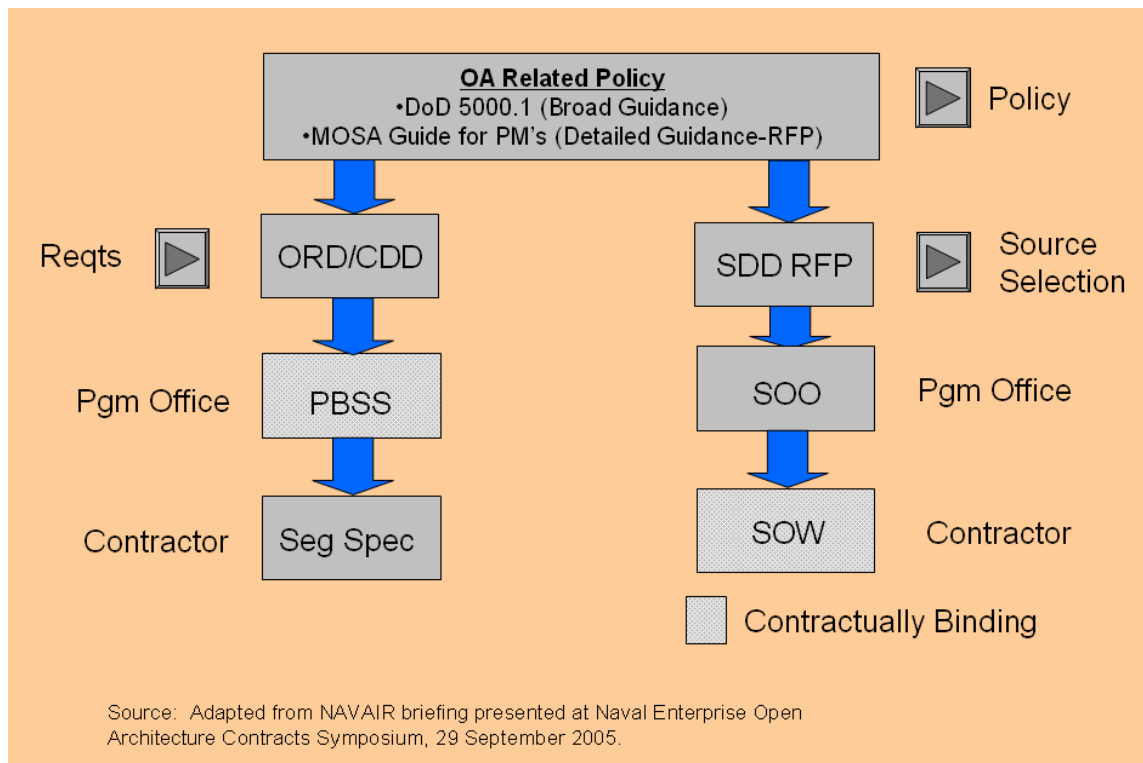 OA Related Policy
•DoD 5000.1 (Broad Guidance)
•MOSA Guide for PM's (Detailed Guidance-RFP)
Policy
Reqts
ORD/CDD
SDD RFP
Source
Selection
Pgm Office
PBSS
SOO
Pgm Office
Contractor
Seg Spec
SOW
Contractor
Contractually Binding
Source: Adapted from NAVAIR briefing presented at Naval Enterprise Open
Architecture Contracts Symposium, 29 September 2005.